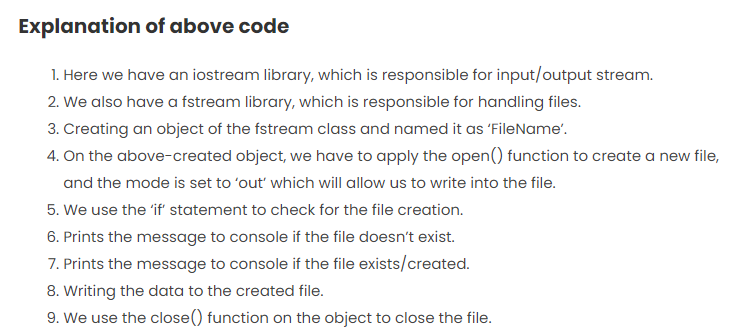 Explanation of above code
1. Here we have an iostream library, which is responsible for input/output stream.
2. We also have a fstream library, which is responsible for handling files.
3. Creating an object of the fstream class and named it as ‘FileName’.
4. On the above-created object, we have to apply the open() function to create a new file,
and the mode is set to ‘out’ which will allow us to write into the file.
5. We use the ‘if’ statement to check for the file creation.
6. Prints the message to console if the file doesn’t exist.
7. Prints the message to console if the file exists/created.
8. Writing the data to the created file.
9. We use the close() function on the object to close the file.